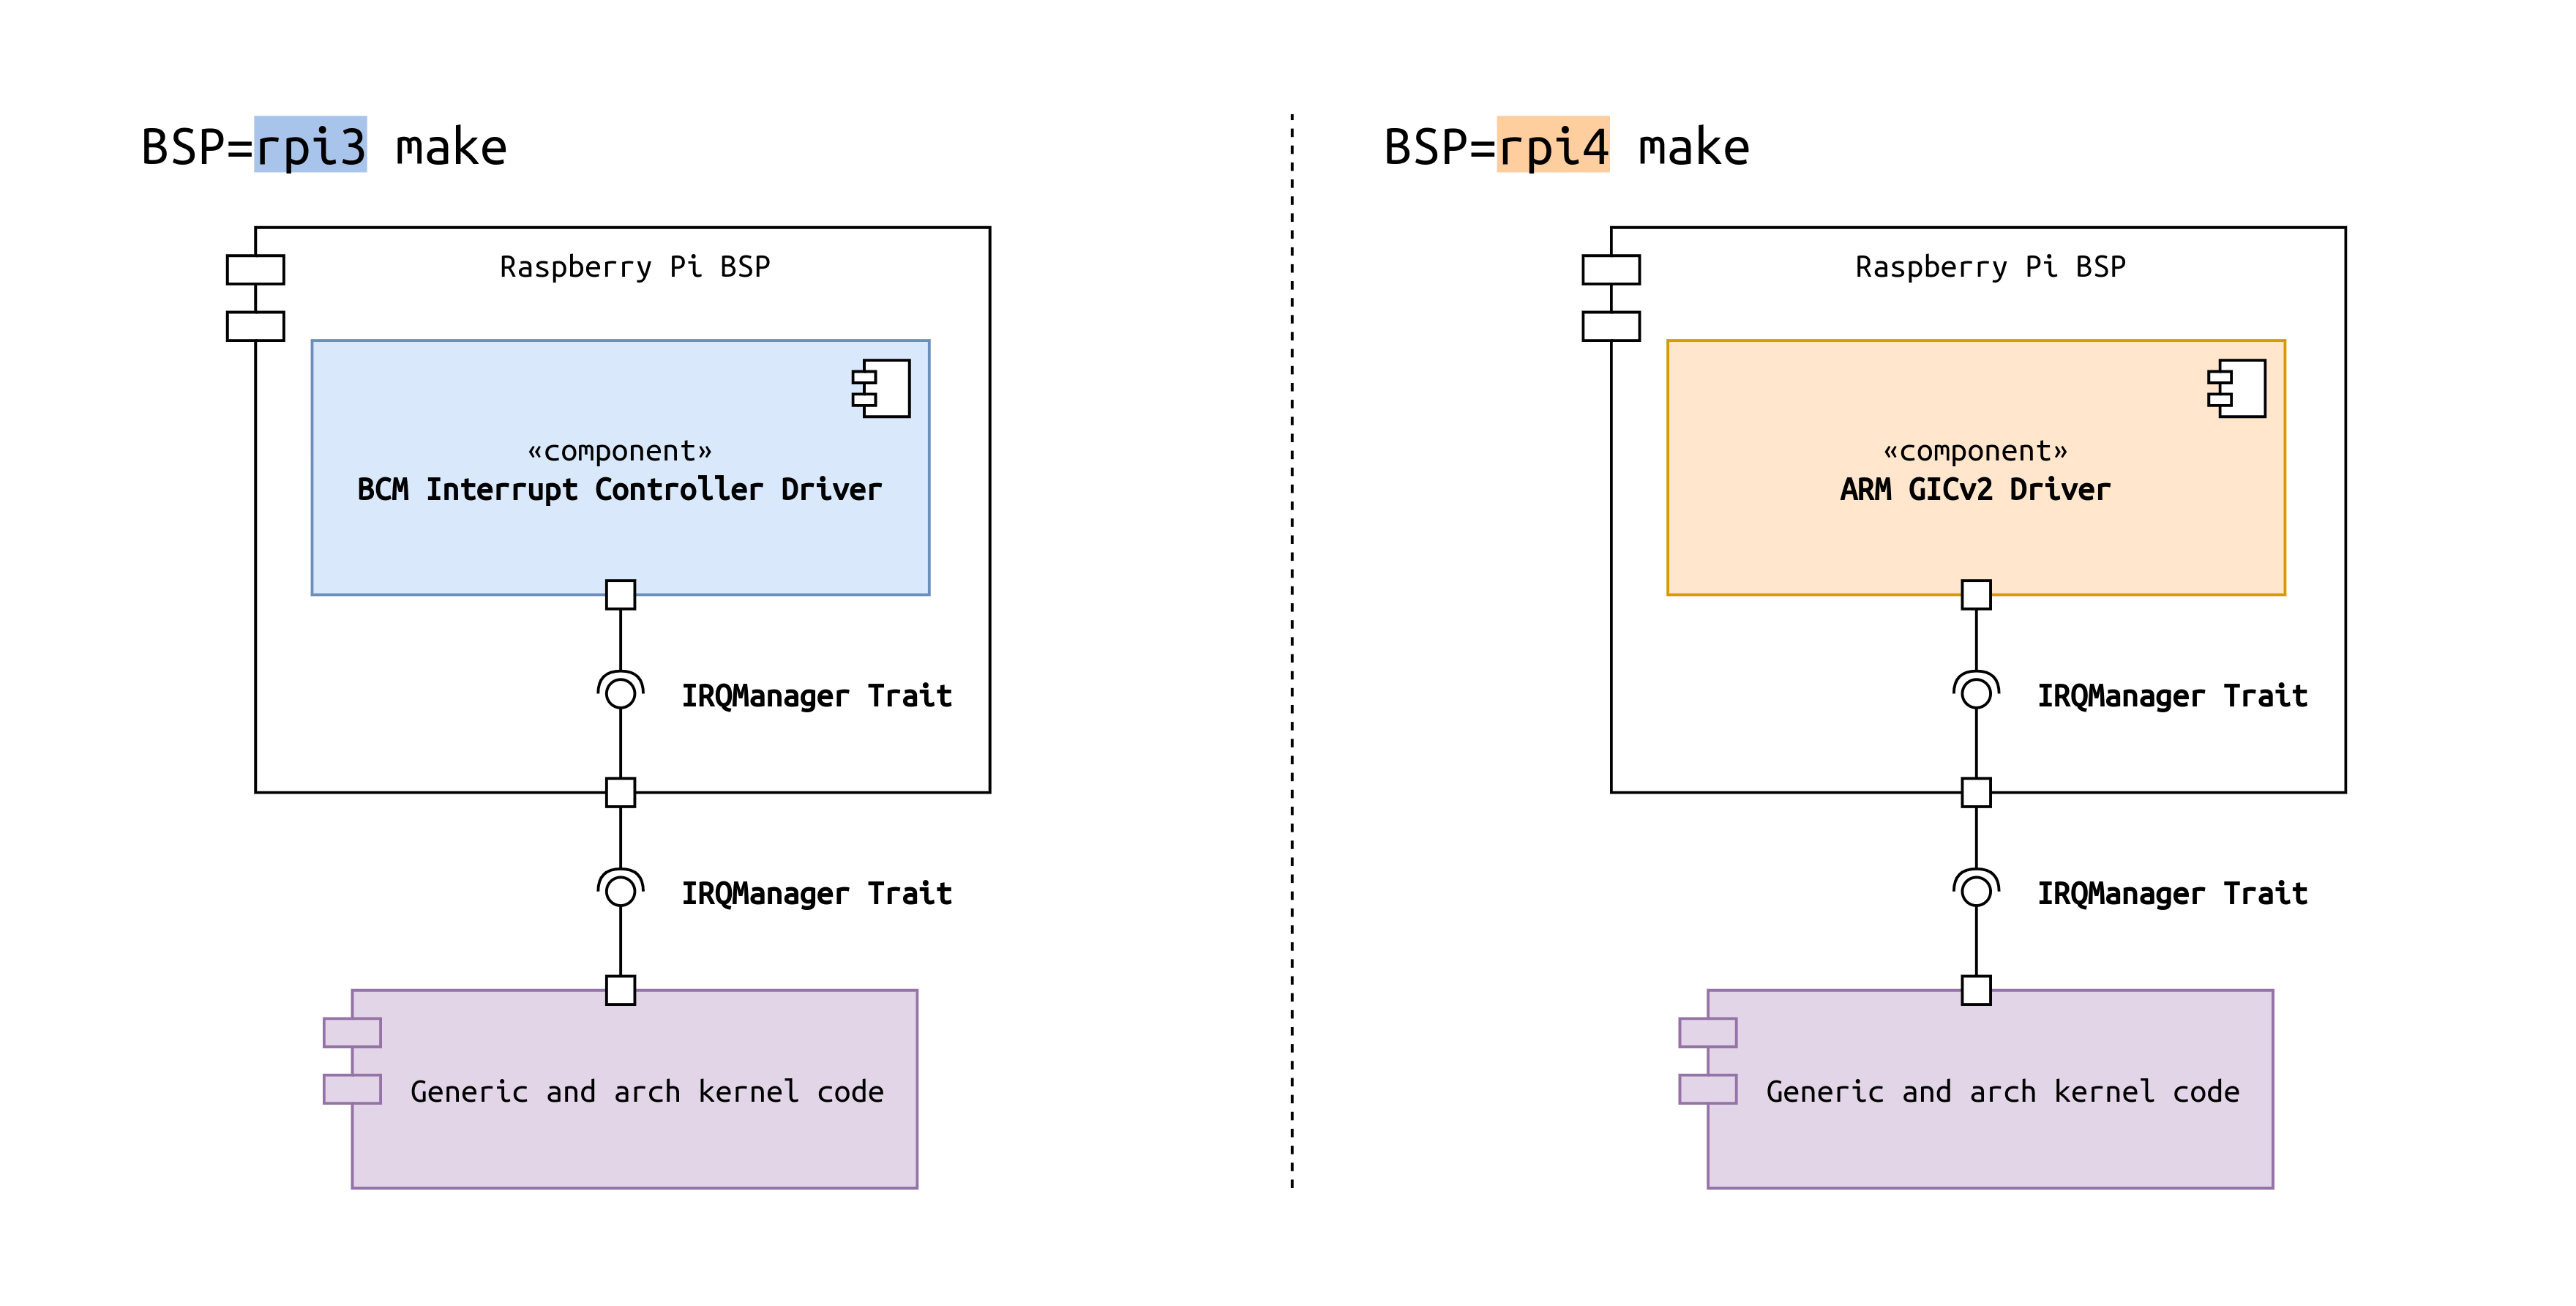 BSP=rpi3 make
Raspberry Pi BSP
«component»
BCM Interrupt Controller Driver
IRQManager Trait
IRQManager Trait
Generic and arch kernel code
BSP=rpi4 make
Raspberry Pi BSP
«component»
ARM GICv2 Driver
IRQManager Trait
IRQManager Trait
Generic and arch kernel code